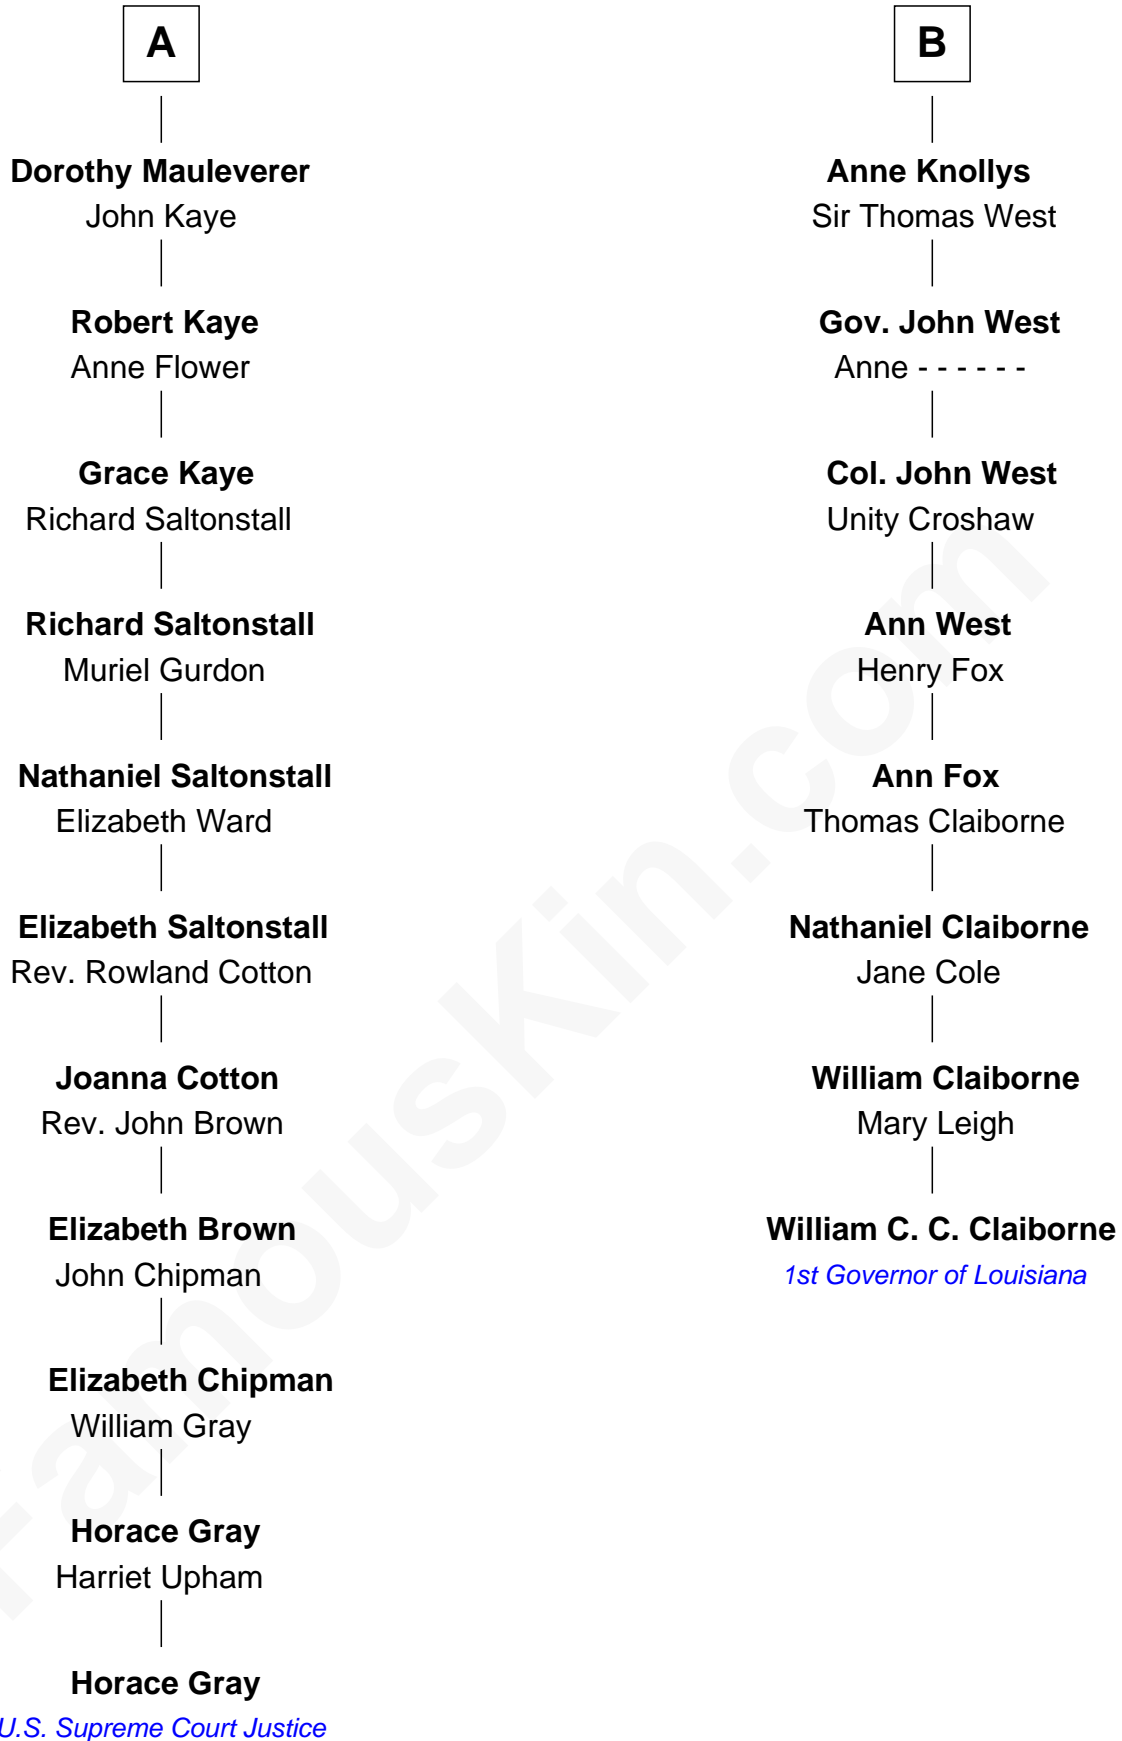 A
Dorothy Mauleverer
John Kaye
Robert Kaye
Anne Flower
Grace Kaye
Richard Saltonstall
Richard Saltonstall
Muriel Gurdon
Nathaniel Saltonstall
Elizabeth Ward
Elizabeth Saltonstall
Rev. Rowland Cotton
Joanna Cotton
Rev. John Brown
Elizabeth Brown
John Chipman
Elizabeth Chipman
William Gray
Horace Gray
Harriet Upham
Horace Gray
U.S. Supreme Court Justice
B
Anne Knollys
Sir Thomas West
Gov. John West
Anne - - - - - -
Col. John West
Unity Croshaw
Ann West
Henry Fox
Ann Fox
Thomas Claiborne
Nathaniel Claiborne
Jane Cole
William Claiborne
Mary Leigh
William C. C. Claiborne
1st Governor of Louisiana
FamousKin.com